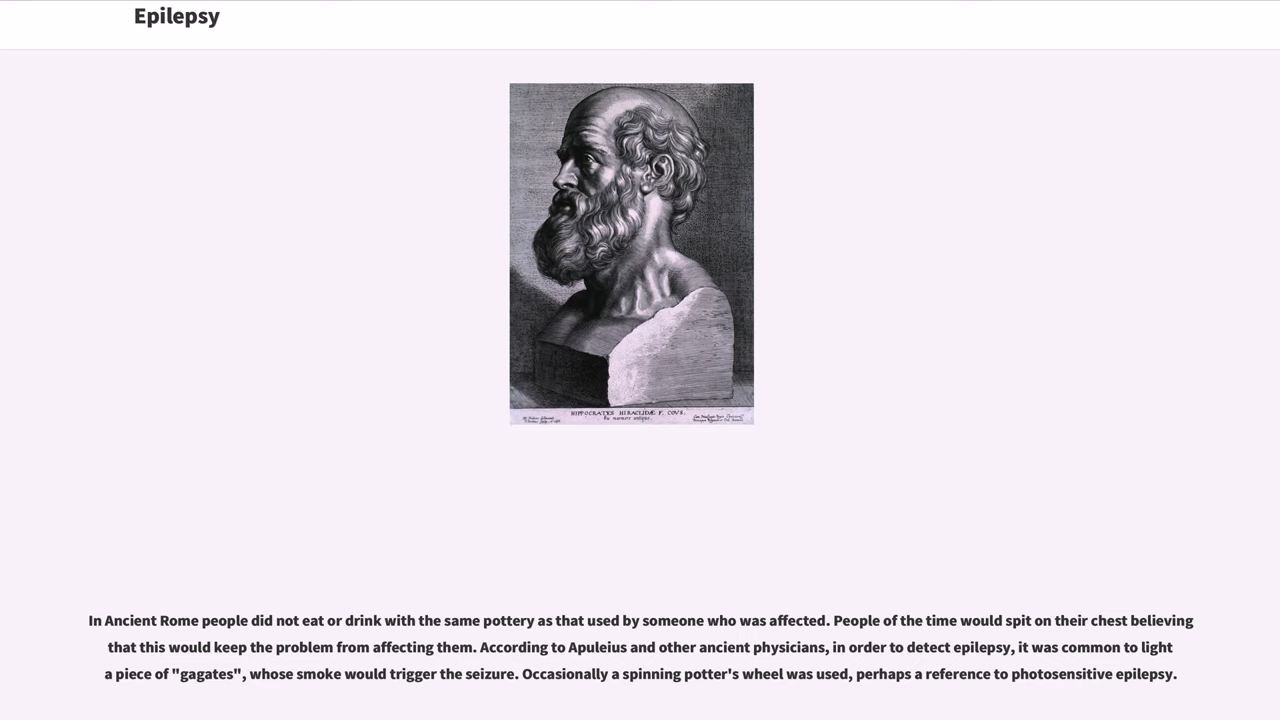 Epilepsy
HIPPOCRATES HIRACLIDÆ F. COVS.
In Ancient Rome people did not eat or drink with the same pottery as that used by someone who was affected. People of the time would spit on their chest believing
that this would keep the problem from affecting them. According to Apuleius and other ancient physicians, in order to detect epilepsy, it was common to light
a piece of "gagates", whose smoke would trigger the seizure. Occasionally a spinning potter's wheel was used, perhaps a reference to photosensitive epilepsy.